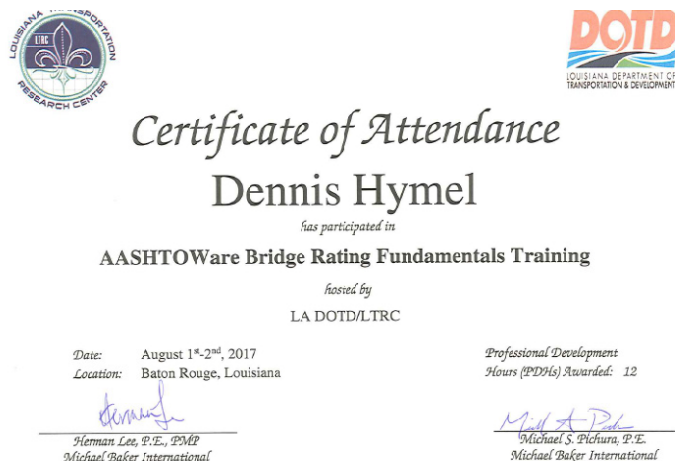 LOUISIANA TRANSPORTATION
LTRC
RESEARCH CENTER
DOTD
LOUISIANA DEPARTMENT OF
TRANSPORTATION & DEVELOPMENT
Certificate of Attendance
Dennis Hymel
has participated in
AASHTOWare Bridge Rating Fundamentals Training
hosted by
LA DOTD/LTRC
Date: August 1st-2nd, 2017
Location: Baton Rouge, Louisiana
Professional Development
Hours (PDHs) Awarded: 12
Herman Lee, P.E., PMP
Michael Baker International
Michael S. Pichura, P.E.
Michael Baker International